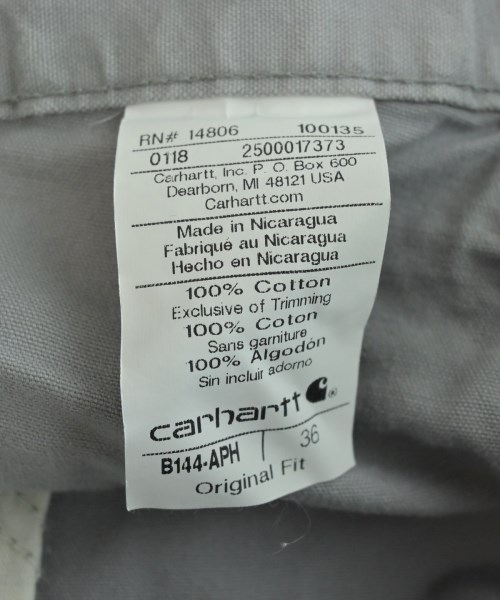 RN# 14806 100135
0118 2500017373
Carhartt, Inc. P. O. Box 600
Dearborn, MI 48121 USA
Carhartt.com
Made in Nicaragua
Fabriqué au Nicaragua
Hecho en Nicaragua
100% Cotton
Exclusive of Trimming
100% Coton
Sans garniture
100% Algodón
Sin incluir adorno
carhartt ®
B144-APH | 36
Original Fit